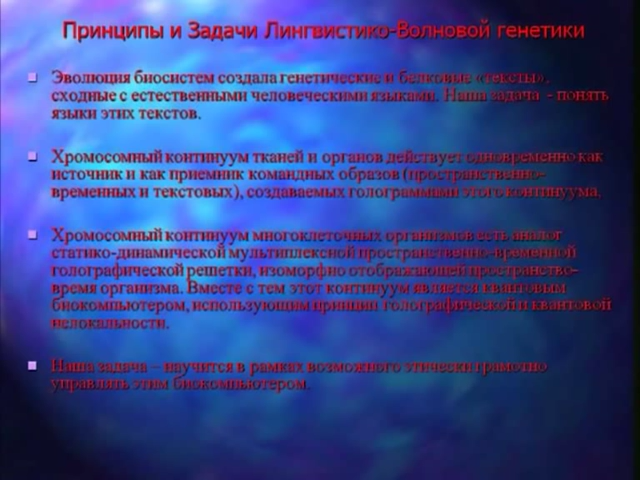 Принципы и Задачи Лингвистико-Волновой генетики
Эволюция биосистем создала генетические и белковые «тексты»,
сходные с естественными человеческими языками. Наша задача - понять
языки этих текстов.
Хромосомный континуум тканей и органов действует одновременно как
источник и как приемник командных образов (пространственно-
временных и текстовых), создаваемых голограммами этого континуума.
Хромосомный континуум многоклеточных организмов есть аналог
статико-динамической мультиплексной пространственно-временной
голографической решетки, изоморфно отображающей пространство-
время организма. Вместе с тем этот континуум является квантовым
биокомпьютером, использующим принцип голографической и квантовой
нелокальности.
Наша задача – научится в рамках возможного этически грамотно
управлять этим биокомпьютером.